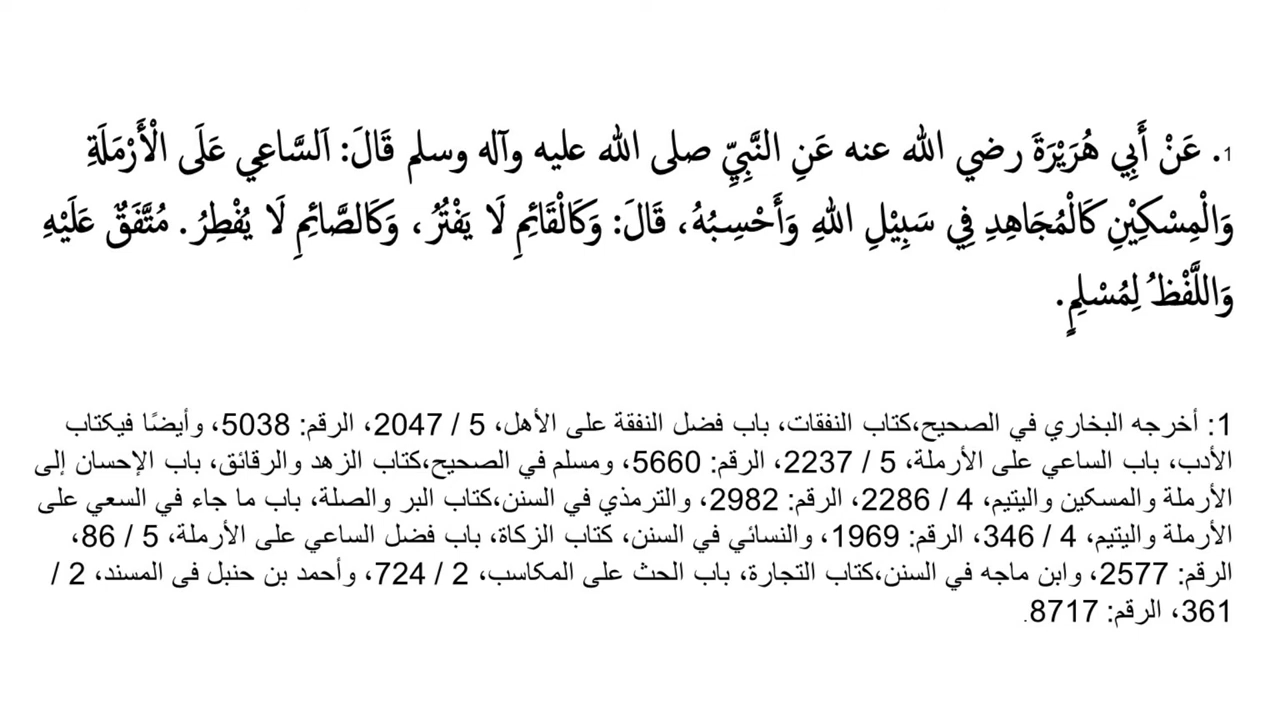 1. عَنْ أَبِي هُرَيْرَةَ رضي الله عنه عَنِ النَّبِيِّ صلى الله عليه وآله وسلم قَالَ: اَلسَّاعِي عَلَى الْأَرْمَلَةِ
وَالْمِسْكِيْنِ كَالْمُجَاهِدِ فِي سَبِيْلِ اللهِ وَأَحْسِبُهُ، قَالَ: وَكَالْقَائِمِ لَا يَفْتُرُ، وَكَالصَّائِمِ لَا يُفْطِرُ. مُتَّفَقٌ عَلَيْهِ
وَاللَّفْظُ لِمُسْلِمٍ.
1: أخرجه البخاري في الصحيح،كتاب النفقات، باب فضل النفقة على الأهل، 5 / 2047، الرقم: 5038، وأيضًا فيكتاب
الأدب، باب الساعي على الأرملة، 5 / 2237، الرقم: 5660، ومسلم في الصحيح،كتاب الزهد والرقائق، باب الإحسان إلى
الأرملة والمسكين واليتيم، 4 / 2286، الرقم: 2982، والترمذي في السنن،كتاب البر والصلة، باب ما جاء في السعي على
الأرملة واليتيم، 4 / 346، الرقم: 1969، والنسائي في السنن، كتاب الزكاة، باب فضل الساعي على الأرملة، 5 / 86،
الرقم: 2577، وابن ماجه في السنن،كتاب التجارة، باب الحث على المكاسب، 2 / 724، وأحمد بن حنبل فى المسند، 2 /
361، الرقم: 8717.